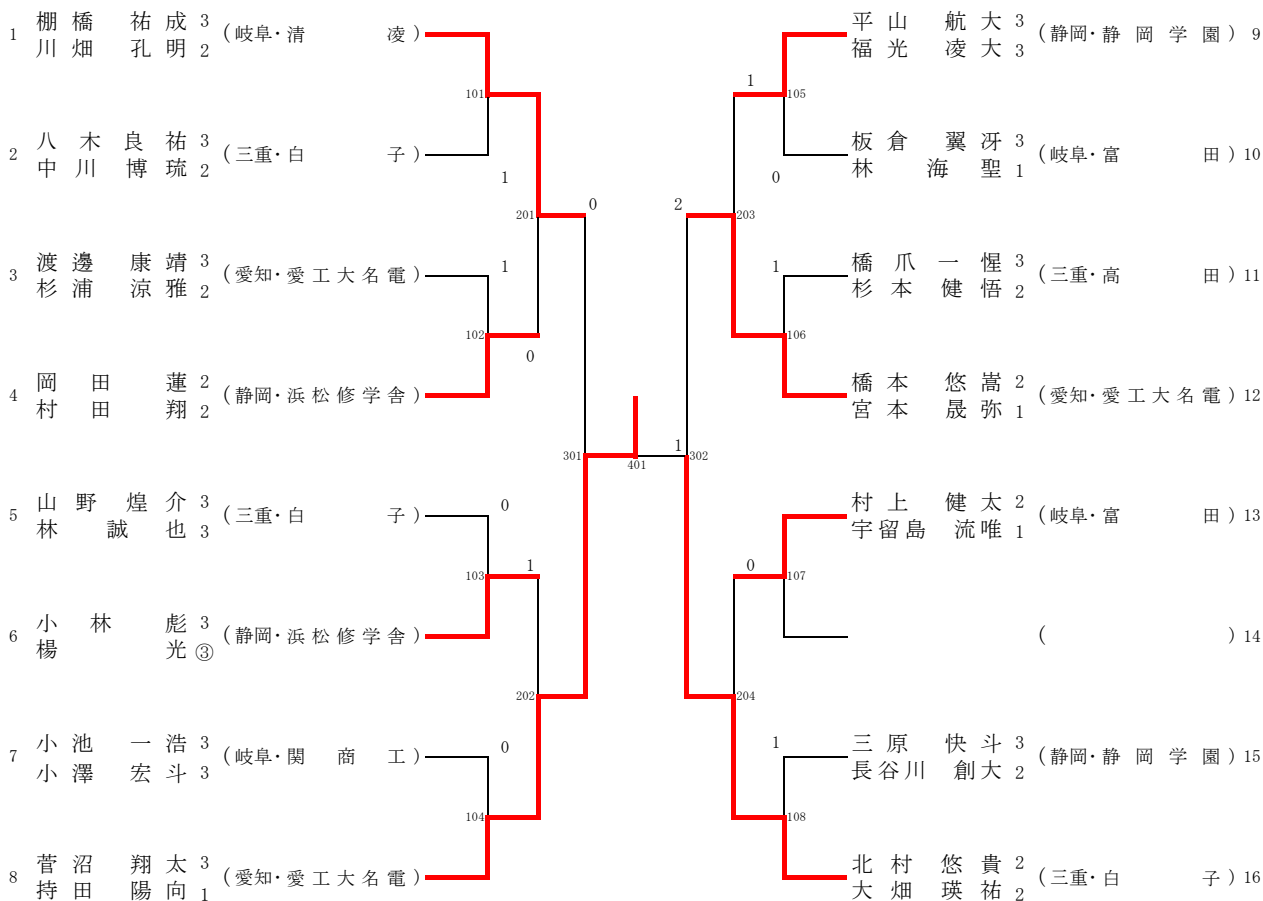 1 棚橋 祐成 3 (岐阜・清凌)
川畑 孔明 2
101
2 八木良祐 3 (三重・白子)
中川博琉 2
1
201
0
3 渡邊 康靖 3 (愛知・愛工大名電)
杉浦 涼雅 2
1
102
0
4 岡田 蓮 2 (静岡・浜松修学舎)
村田 翔 2
301
401
5 山野煌介 3 (三重・白子)
林 誠也 3
0
103
1
6 小林 彪 3 (静岡・浜松修学舎)
楊 光 ③
202
7 小池 一浩 3 (岐阜・関商工)
小澤 宏斗 3
0
104
8 菅沼 翔太 3 (愛知・愛工大名電)
持田 陽向 1
平山 航大 3 (静岡・静岡学園) 9
福光 凌大 3
1
105
板倉 翼冴 3 (岐阜・富田) 10
林 海聖 1
0
2
203
橋爪一惺 3 (三重・高田) 11
杉本 健悟 2
1
106
橋本 悠嵩 2 (愛知・愛工大名電) 12
宮本 晟弥 1
1
302
村上 健太 2 (岐阜・富田) 13
宇留島 流唯 1
0
107
( ) 14
204
三原 快斗 3 (静岡・静岡学園) 15
長谷川 創大 2
1
108
北村 悠貴 2 (三重・白子) 16
大畑 瑛祐 2